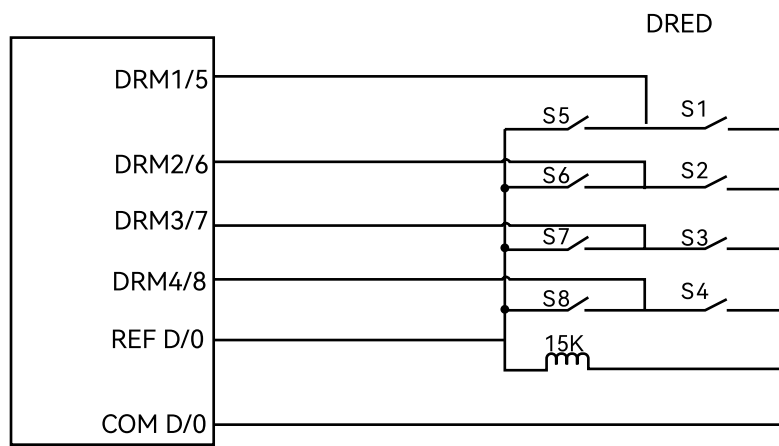 DRED
DRM1/5
S5
S1
DRM2/6
S6
S2
DRM3/7
S7
S3
DRM4/8
S8
S4
REF D/0
15K
COM D/0